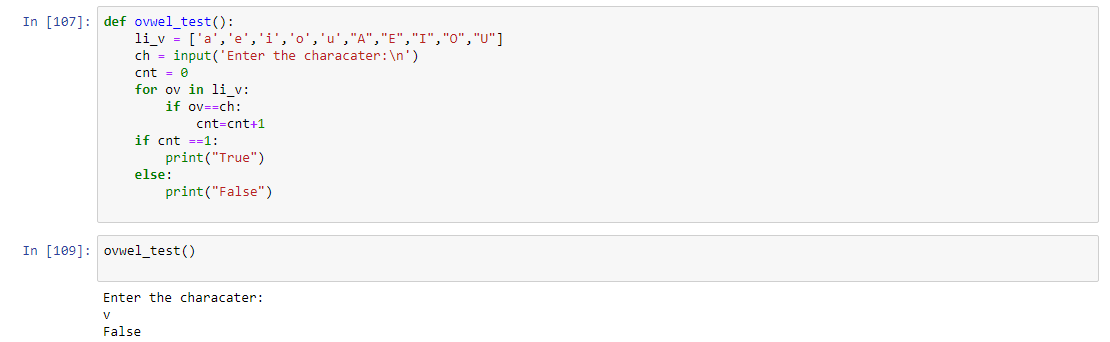 In [107]: def ovwel_test():
    li_v = ['a','e','i','o','u',"A","E","I","O","U"]
    ch = input('Enter the characater:\n')
    cnt = 0
    for ov in li_v:
        if ov==ch:
            cnt=cnt+1
    if cnt ==1:
        print("True")
    else:
        print("False")
In [109]: ovwel_test()
Enter the characater:
v
False